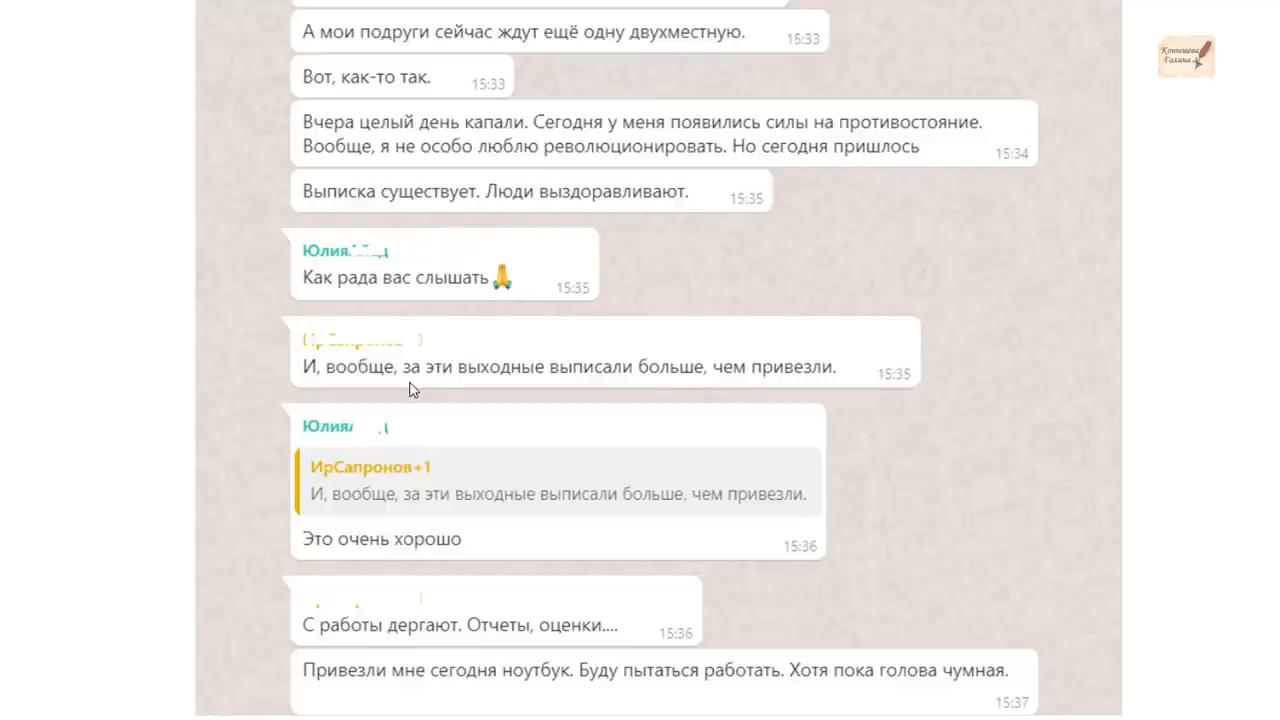 А мои подруги сейчас ждут ещё одну двухместную.
15:33
Вот, как-то так.
15:33
Вчера целый день капали. Сегодня у меня появились силы на противостояние.
Вообще, я не особо люблю революционировать. Но сегодня пришлось
15:34
Выписка существует. Люди выздоравливают.
15:35
Юлия
Как рада вас слышать🙏
15:35
И, вообще, за эти выходные выписали больше, чем привезли.
15:35
Юлия
ИрСапронов+1
И, вообще, за эти выходные выписали больше, чем привезли.
Это очень хорошо
15:36
С работы дергают. Отчеты, оценки....
15:36
Привезли мне сегодня ноутбук. Буду пытаться работать. Хотя пока голова чумная.
15:37
Конышева
Галина